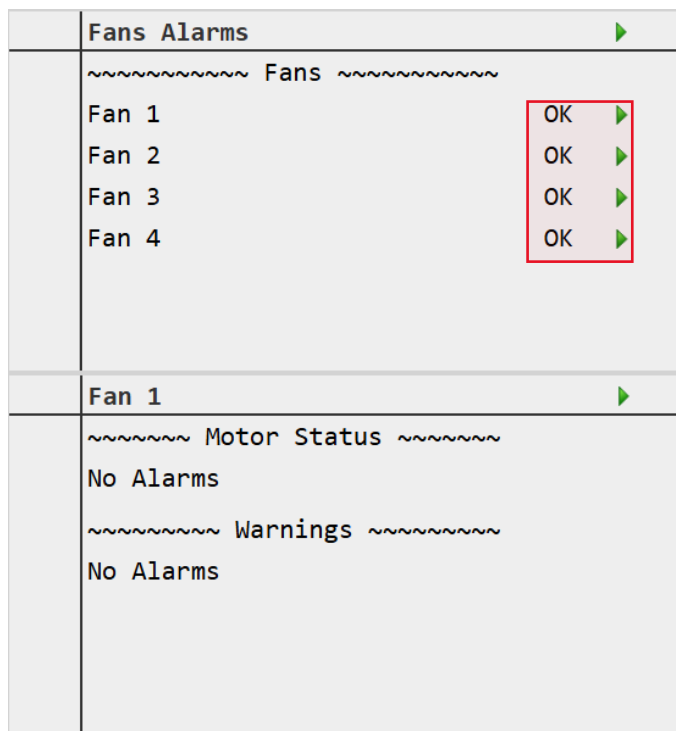 Fans Alarms
~~~~~~~~~~~ Fans ~~~~~~~~~~~
Fan 1 OK
Fan 2 OK
Fan 3 OK
Fan 4 OK
Fan 1
~~~~~~~ Motor Status ~~~~~~~
No Alarms
~~~~~~~~~ Warnings ~~~~~~~~~
No Alarms